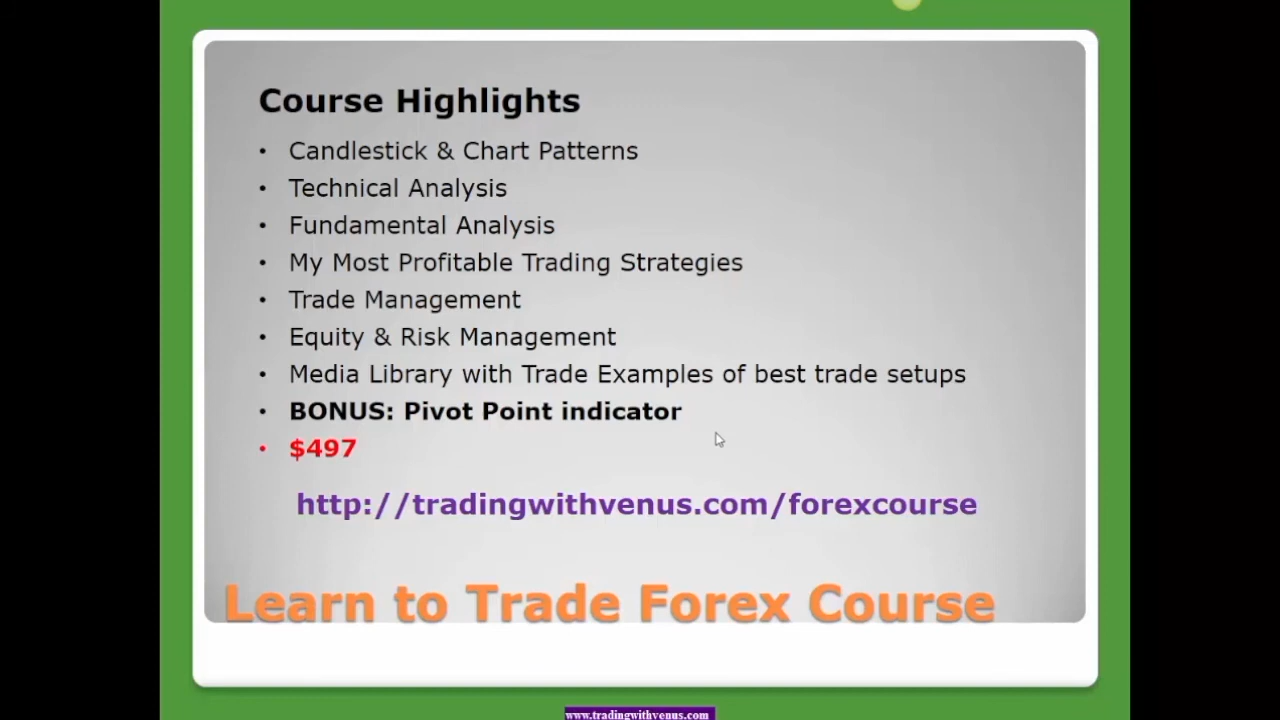 Course Highlights
• Candlestick & Chart Patterns
• Technical Analysis
• Fundamental Analysis
• My Most Profitable Trading Strategies
• Trade Management
• Equity & Risk Management
• Media Library with Trade Examples of best trade setups
• BONUS: Pivot Point indicator
• $497
http://tradingwithvenus.com/forexcourse
Learn to Trade Forex Course
www.tradingwithvenus.com